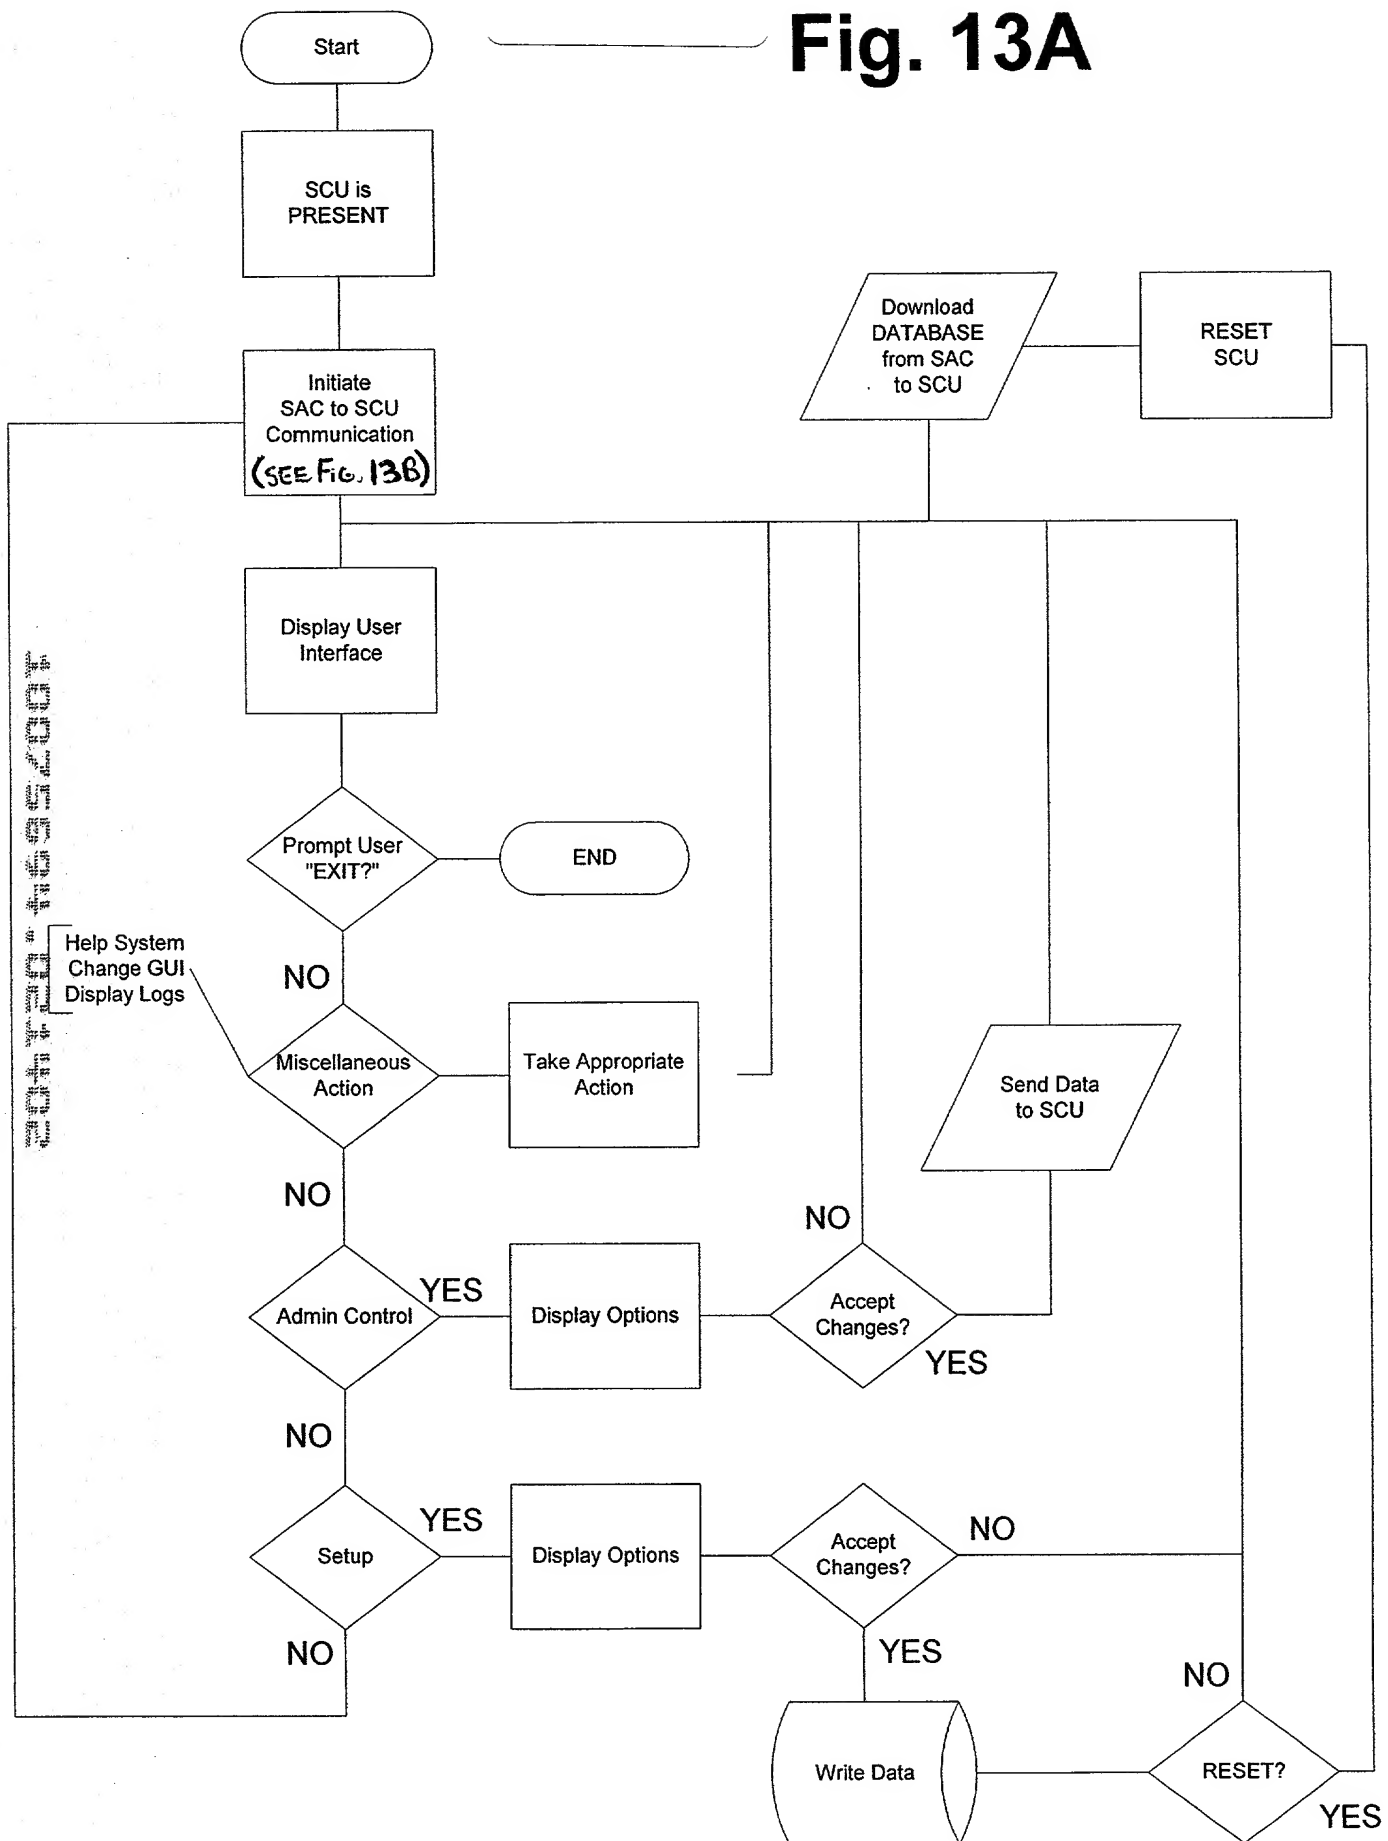 Fig. 13A
Start
SCU is
PRESENT
Initiate
SAC to SCU
Communication
(SEE FIG. 13B)
Download
DATABASE
from SAC
to SCU
RESET
SCU
Display User
Interface
Prompt User
"EXIT?"
END
NO
Help System
Change GUI
Display Logs
Miscellaneous
Action
Take Appropriate
Action
Send Data
to SCU
NO
NO
Admin Control
YES
Display Options
Accept
Changes?
YES
NO
Setup
YES
Display Options
Accept
Changes?
NO
NO
YES
NO
Write Data
RESET?
YES